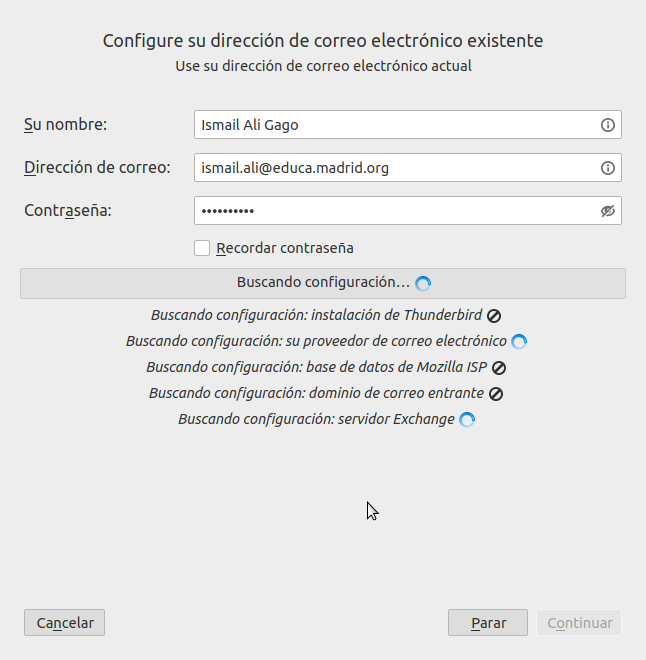 Configure su dirección de correo electrónico existente
Use su dirección de correo electrónico actual
Su nombre: Ismail Ali Gago
Dirección de correo: ismail.ali@educa.madrid.org
Contraseña: ••••••••••
Recordar contraseña
Buscando configuración…
Buscando configuración: instalación de Thunderbird
Buscando configuración: su proveedor de correo electrónico
Buscando configuración: base de datos de Mozilla ISP
Buscando configuración: dominio de correo entrante
Buscando configuración: servidor Exchange
Cancelar Parar Continuar